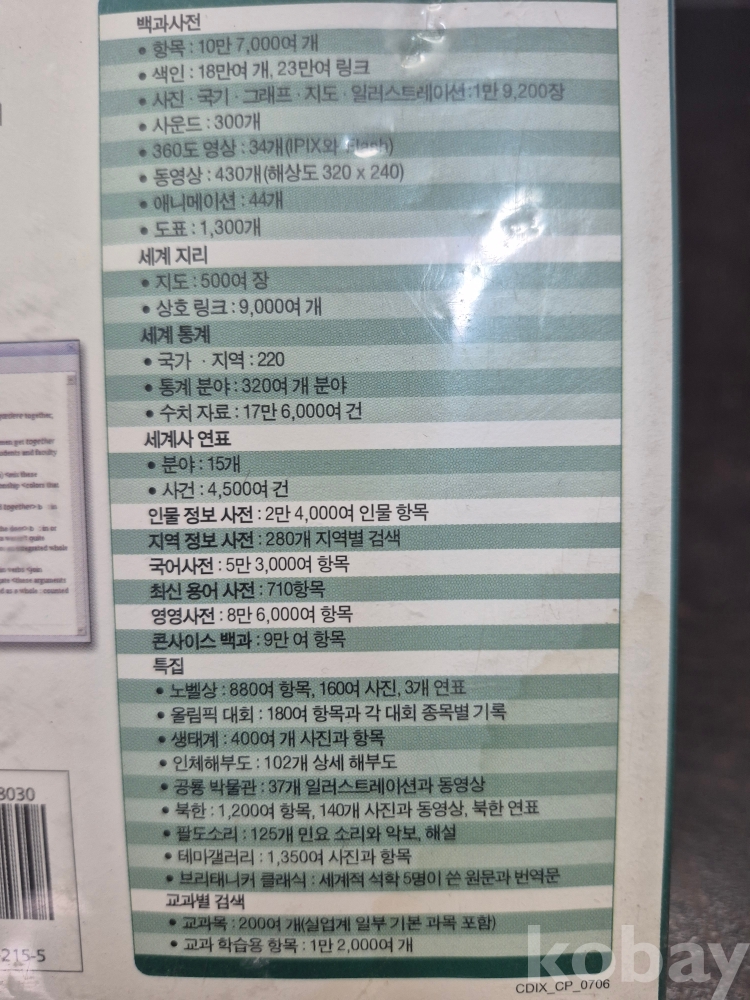 백과사전
• 항목 : 10만 7,000여 개
• 색인 : 18만여 개, 23만여 링크
• 사진 · 국기 · 그래프 · 지도 · 일러스트레이션 : 1만 9,200장
• 사운드 : 300개
• 360도 영상 : 34개(IPIX와 Flash)
• 동영상 : 430개(해상도 320 x 240)
• 애니메이션 : 44개
• 도표 : 1,300개
세계 지리
• 지도 : 500여 장
• 상호 링크 : 9,000여 개
세계 통계
• 국가 · 지역 : 220
• 통계 분야 : 320여 개 분야
• 수치 자료 : 17만 6,000여 건
세계사 연표
• 분야 : 15개
• 사건 : 4,500여 건
인물 정보 사전 : 2만 4,000여 인물 항목
지역 정보 사전 : 280개 지역별 검색
국어사전 : 5만 3,000여 항목
최신 용어 사전 : 710항목
영영사전 : 8만 6,000여 항목
콘사이스 백과 : 9만 여 항목
특집
• 노벨상 : 880여 항목, 160여 사진, 3개 연표
• 올림픽 대회 : 180여 항목과 각 대회 종목별 기록
• 생태계 : 400여 개 사진과 항목
• 인체해부도 : 102개 상세 해부도
• 공룡 박물관 : 37개 일러스트레이션과 동영상
• 북한 : 1,200여 항목, 140개 사진과 동영상, 북한 연표
• 팔도소리 : 125개 민요 소리와 악보, 해설
• 테마갤러리 : 1,350여 사진과 항목
• 브리태니커 클래식 : 세계적 석학 5명이 쓴 원문과 번역문
교과별 검색
• 교과목 : 200여 개(실업계 일부 기본 과목 포함)
• 교과 학습용 항목 : 1만 2,000여 개
CDIX_CP_0706
8030
215-5
kobay